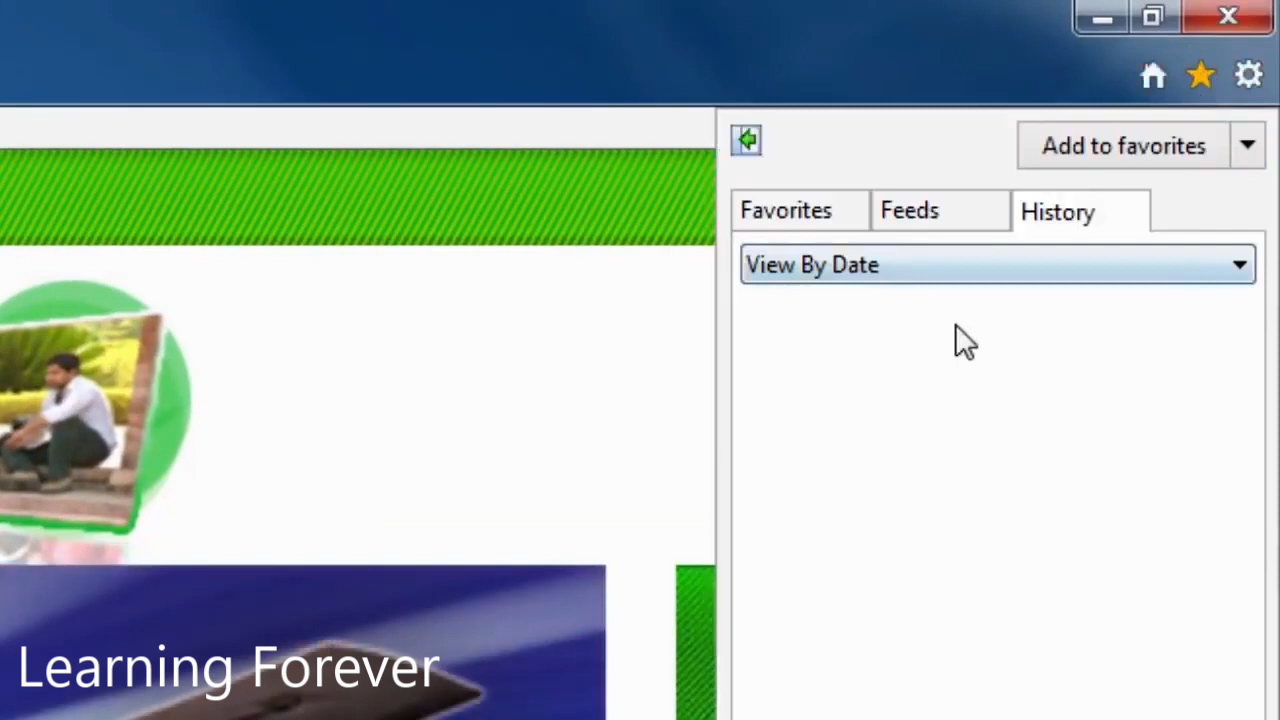 Add to favorites
Favorites
Feeds
History
View By Date
Learning Forever